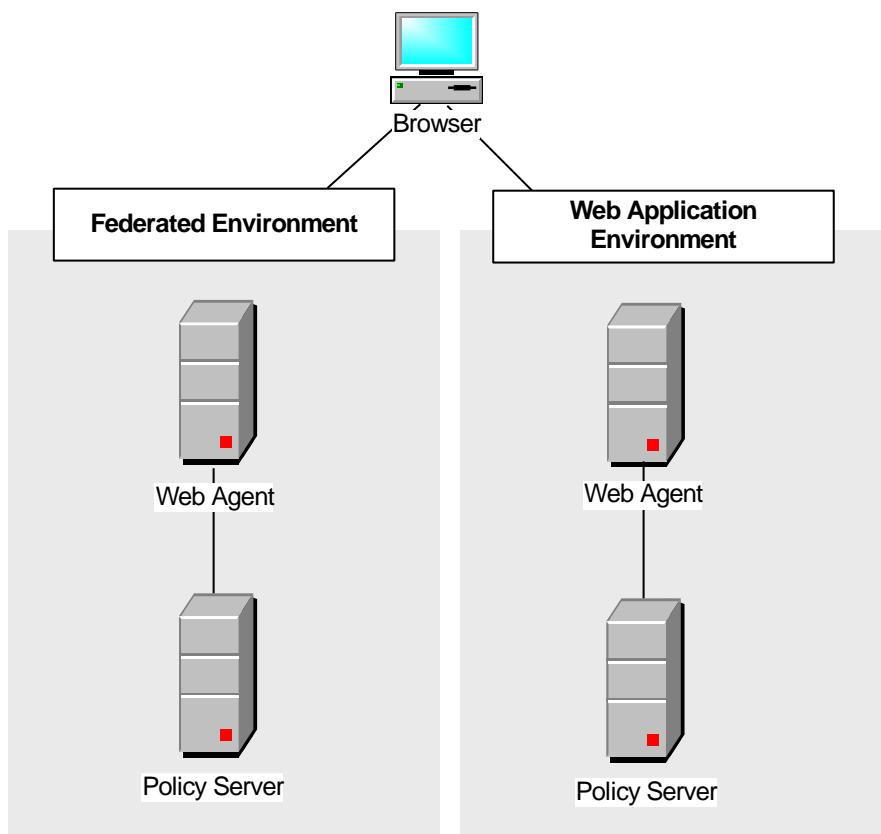 Browser
Federated Environment
Web Application
Environment
Web Agent
Web Agent
Policy Server
Policy Server